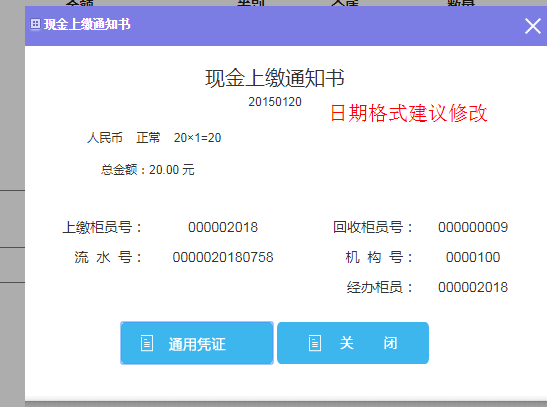 现金上缴通知书
现金上缴通知书
20150120
日期格式建议修改
人民币 正常 20×1=20
总金额：20.00 元
上缴柜员号： 000002018 回收柜员号： 000000009
流 水 号： 0000020180758 机 构 号： 0000100
经办柜员： 000002018
通用凭证 关 闭